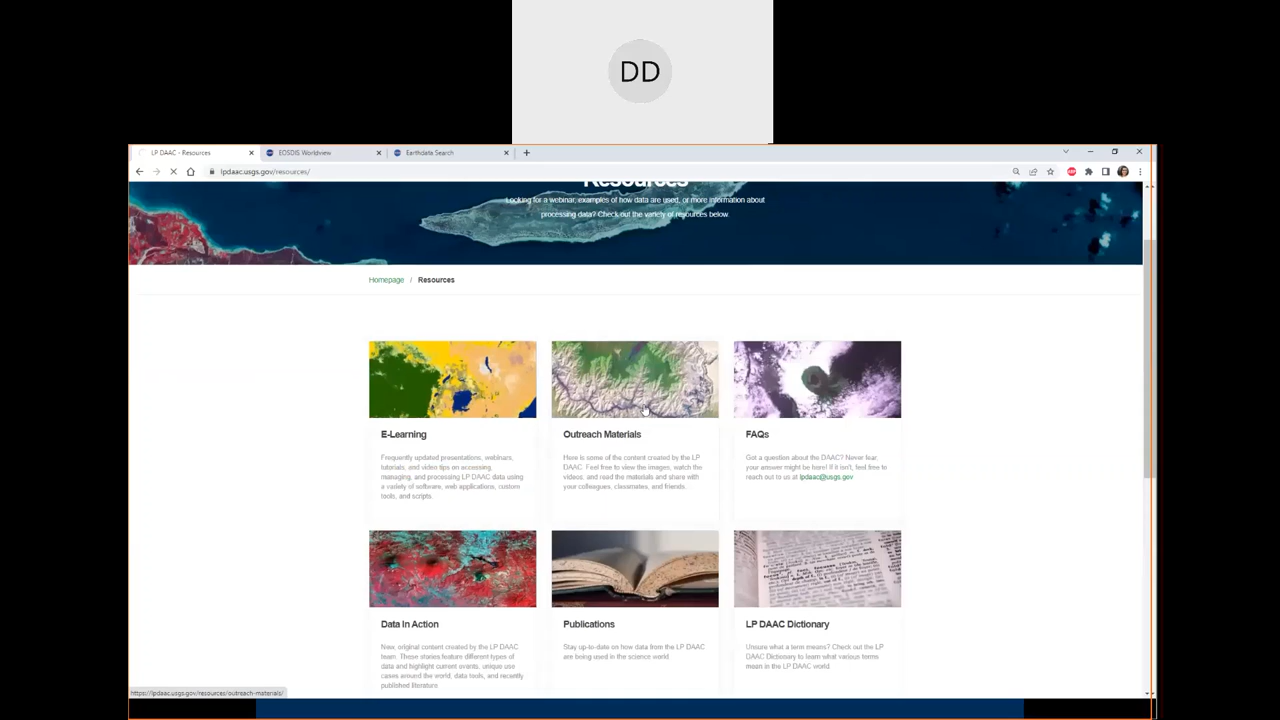 DD
LP DAAC - Resources
EOSDIS Worldview
Earthdata Search
lpdaac.usgs.gov/resources/
Resources
Looking for a webinar, examples of how data are used, or more information about
processing data? Check out the variety of resources below.
Homepage / Resources
E-Learning
Frequently updated presentations, webinars,
tutorials, and video tips on accessing,
managing, and processing LP DAAC data using
a variety of software, web applications, custom
tools, and scripts.
Outreach Materials
Here is some of the content created by the LP
DAAC. Feel free to view the images, watch the
videos, and read the materials and share with
your colleagues, classmates, and friends.
FAQs
Got a question about the DAAC? Never fear,
your answer might be here! If it isn't, feel free to
reach out to us at lpdaac@usgs.gov
Data In Action
New, original content created by the LP DAAC
team. These stories feature different types of
data and highlight current events, unique use
cases around the world, data tools, and recently
published literature
Publications
Stay up-to-date on how data from the LP DAAC
are being used in the science world
LP DAAC Dictionary
Unsure what a term means? Check out the LP
DAAC Dictionary to learn what various terms
mean in the LP DAAC world
https://lpdaac.usgs.gov/resources/outreach-materials/